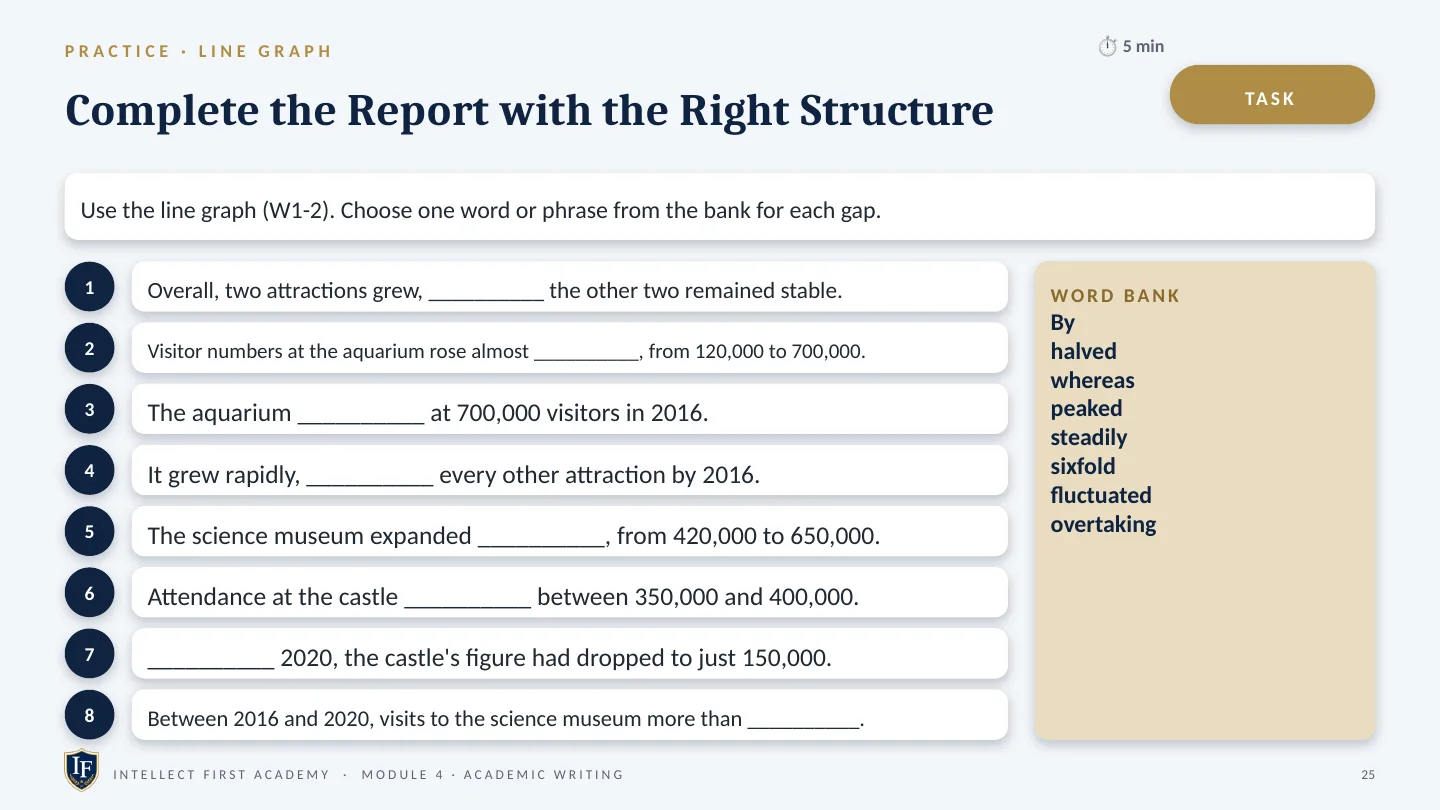 PRACTICE · LINE GRAPH
⏱ 5 min
Complete the Report with the Right Structure
TASK
Use the line graph (W1-2). Choose one word or phrase from the bank for each gap.
1 Overall, two attractions grew, __________ the other two remained stable.
2 Visitor numbers at the aquarium rose almost __________, from 120,000 to 700,000.
3 The aquarium __________ at 700,000 visitors in 2016.
4 It grew rapidly, __________ every other attraction by 2016.
5 The science museum expanded __________, from 420,000 to 650,000.
6 Attendance at the castle __________ between 350,000 and 400,000.
7 __________ 2020, the castle's figure had dropped to just 150,000.
8 Between 2016 and 2020, visits to the science museum more than __________.
WORD BANK
By
halved
whereas
peaked
steadily
sixfold
fluctuated
overtaking
IF
INTELLECT FIRST ACADEMY · MODULE 4 · ACADEMIC WRITING
25